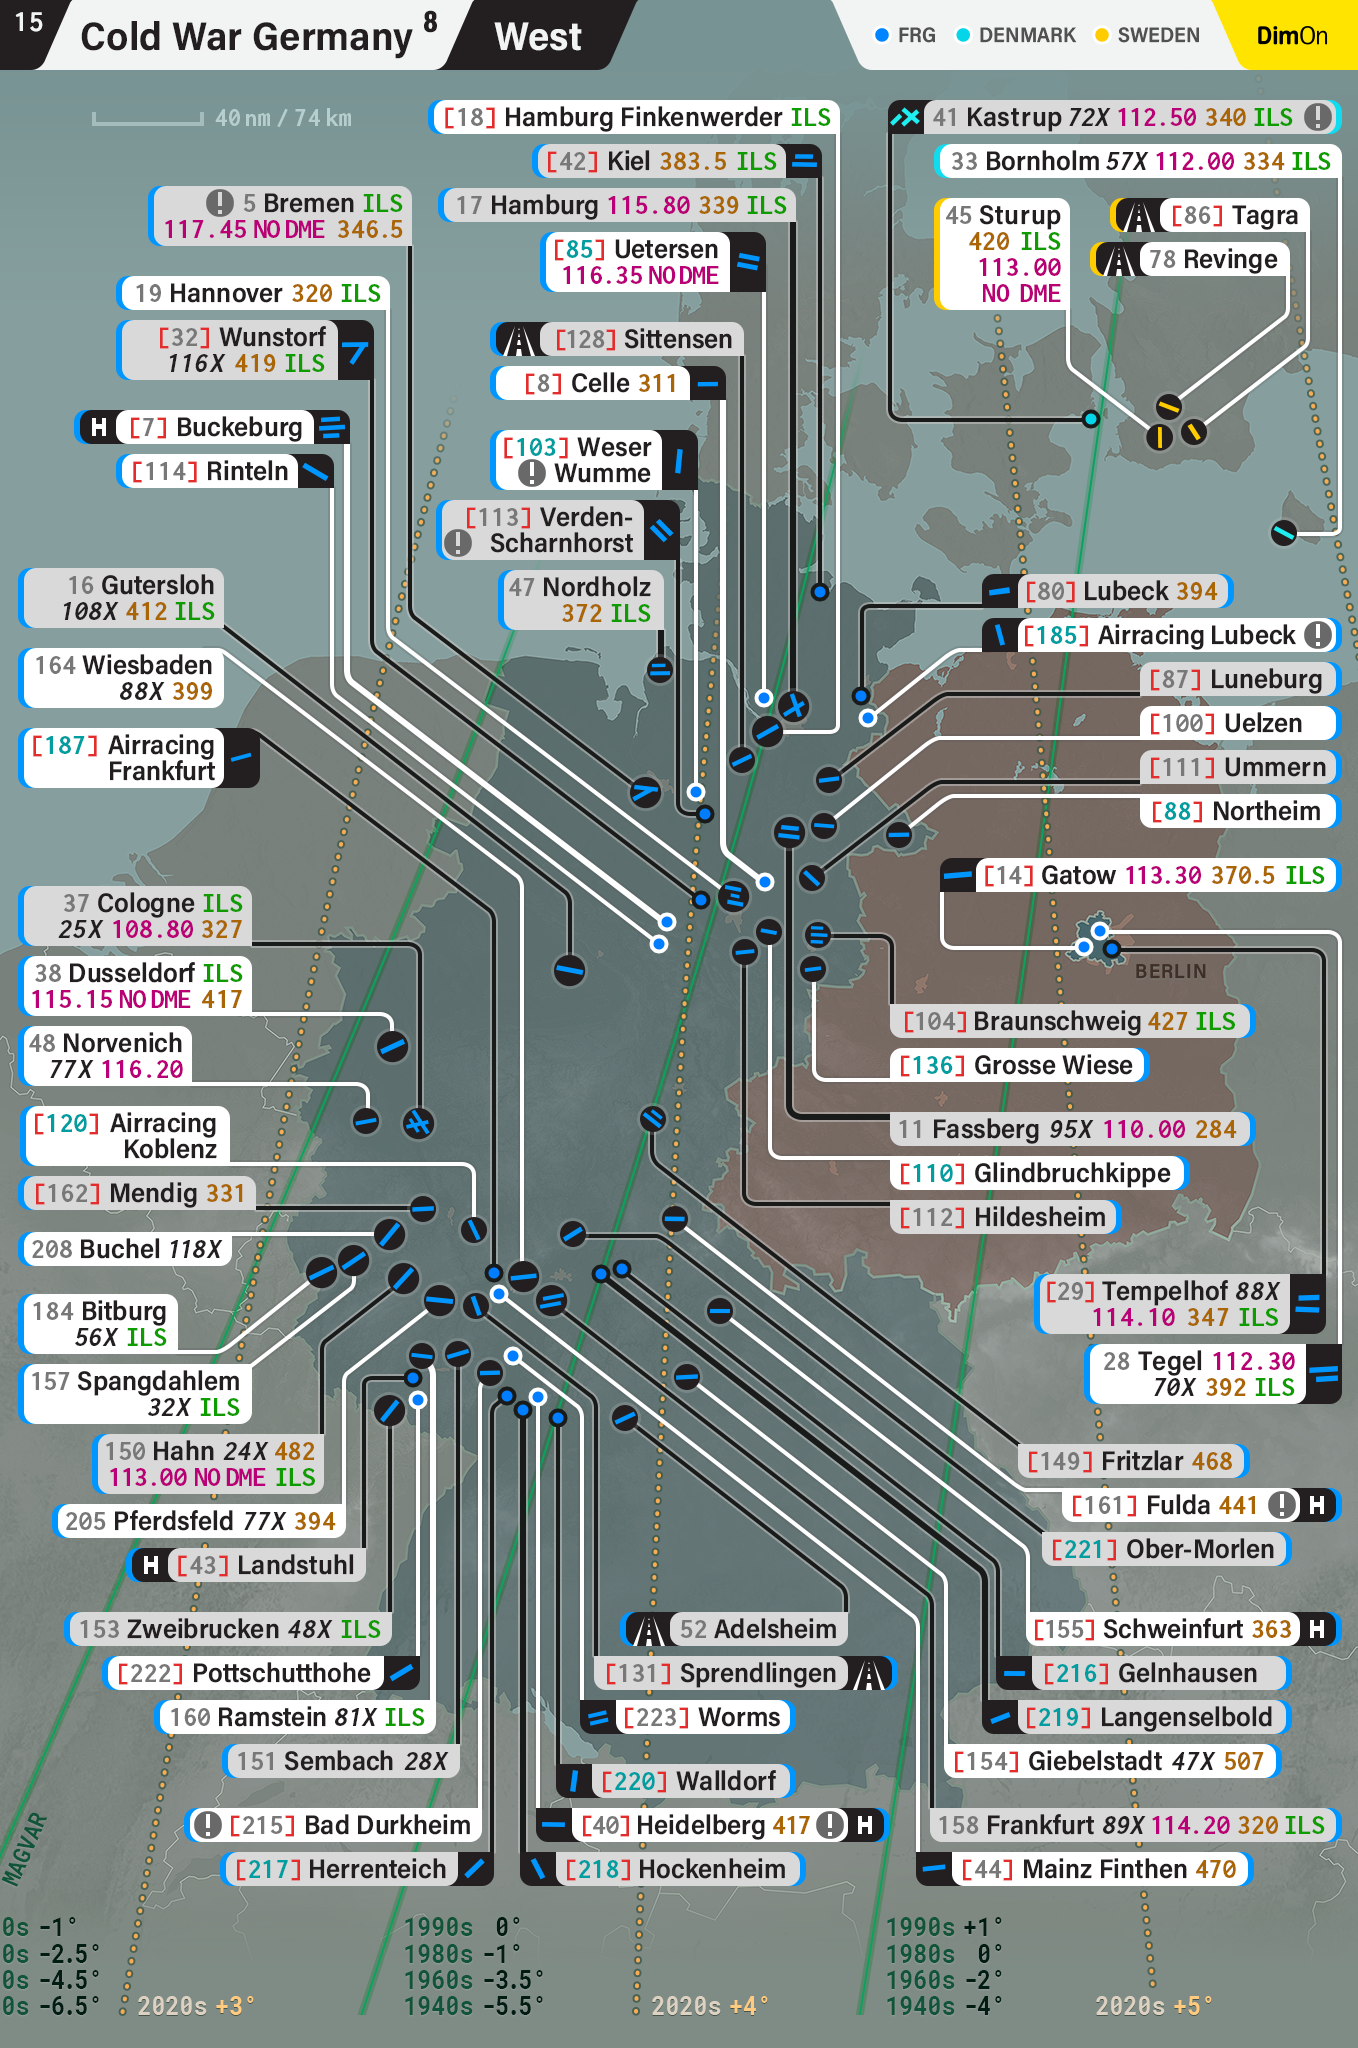 15
Cold War Germany 8
West
FRG
DENMARK
SWEDEN
DimOn
40 nm / 74 km
[18] Hamburg Finkenwerder ILS
[42] Kiel 383.5 ILS
17 Hamburg 115.80 339 ILS
[85] Uetersen
116.35 NO DME
41 Kastrup 72X 112.50 340 ILS !
33 Bornholm 57X 112.00 334 ILS
45 Sturup
420 ILS
113.00
NO DME
[86] Tagra
78 Revinge
! 5 Bremen ILS
117.45 NO DME 346.5
19 Hannover 320 ILS
[32] Wunstorf
116X 419 ILS
H [7] Buckeburg
[114] Rinteln
[128] Sittensen
[8] Celle 311
[103] Weser
! Wumme
[113] Verden-
! Scharnhorst
47 Nordholz
372 ILS
16 Gutersloh
108X 412 ILS
164 Wiesbaden
88X 399
[187] Airracing
Frankfurt
[80] Lubeck 394
[185] Airracing Lubeck !
[87] Luneburg
[100] Uelzen
[111] Ummern
[88] Northeim
[14] Gatow 113.30 370.5 ILS
BERLIN
37 Cologne ILS
25X 108.80 327
38 Dusseldorf ILS
115.15 NO DME 417
48 Norvenich
77X 116.20
[120] Airracing
Koblenz
[162] Mendig 331
208 Buchel 118X
184 Bitburg
56X ILS
157 Spangdahlem
32X ILS
150 Hahn 24X 482
113.00 NO DME ILS
205 Pferdsfeld 77X 394
H [43] Landstuhl
153 Zweibrucken 48X ILS
[222] Pottschutthohe
160 Ramstein 81X ILS
151 Sembach 28X
! [215] Bad Durkheim
[217] Herrenteich
[104] Braunschweig 427 ILS
[136] Grosse Wiese
11 Fassberg 95X 110.00 284
[110] Glindbruchkippe
[112] Hildesheim
[29] Tempelhof 88X
114.10 347 ILS
28 Tegel 112.30
70X 392 ILS
[149] Fritzlar 468
[161] Fulda 441 ! H
[221] Ober-Morlen
[155] Schweinfurt 363 H
[216] Gelnhausen
[219] Langenselbold
[154] Giebelstadt 47X 507
158 Frankfurt 89X 114.20 320 ILS
[44] Mainz Finthen 470
52 Adelsheim
[131] Sprendlingen
[223] Worms
[220] Walldorf
[40] Heidelberg 417 ! H
[218] Hockenheim
MAGVAR
0s -1°
0s -2.5°
0s -4.5°
0s -6.5°
2020s +3°
1990s 0°
1980s -1°
1960s -3.5°
1940s -5.5°
2020s +4°
1990s +1°
1980s 0°
1960s -2°
1940s -4°
2020s +5°